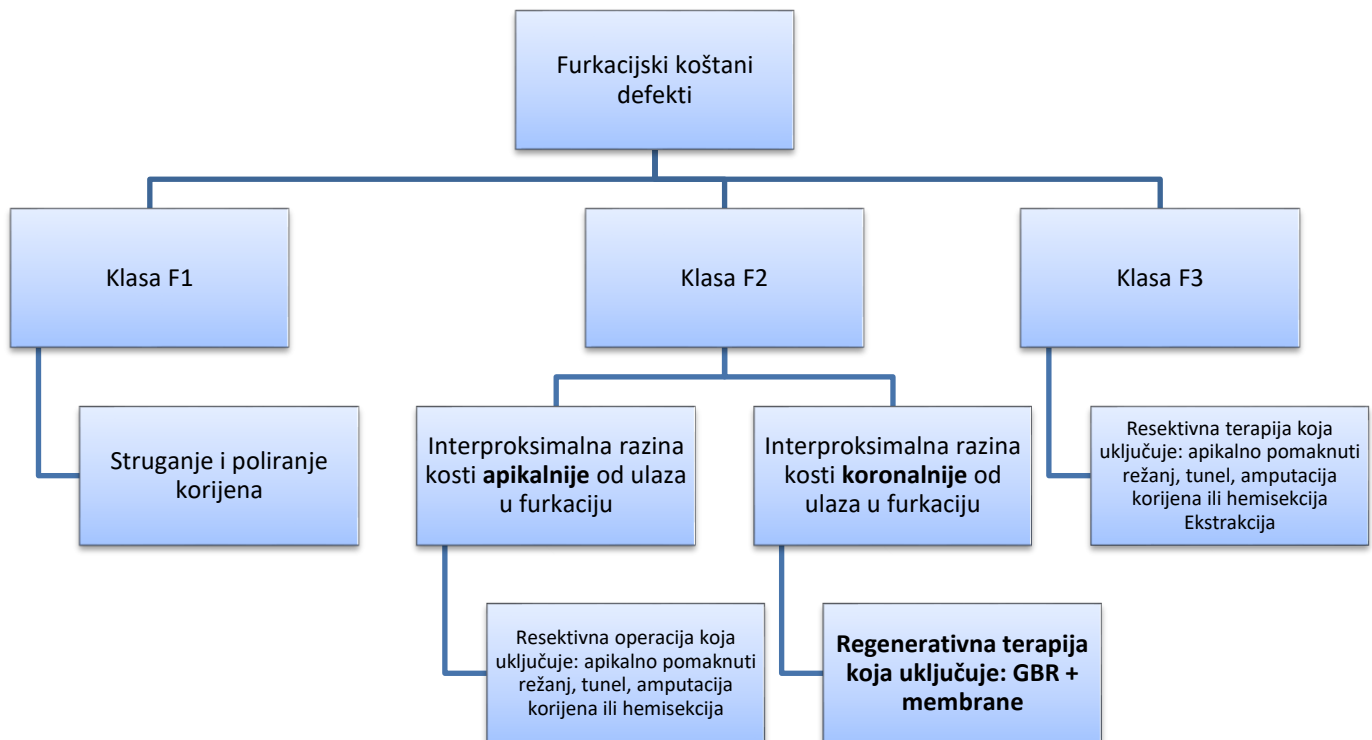 Furkacijski koštani
defekti
Klasa F1
Klasa F2
Klasa F3
Struganje i poliranje
korijena
Interproksimalna razina
kosti apikalnije od ulaza
u furkaciju
Interproksimalna razina
kosti koronalnije od
ulaza u furkaciju
Resektivna terapija koja
uključuje: apikalno pomaknuti
režanj, tunel, amputacija
korijena ili hemisekcija
Ekstrakcija
Resektivna operacija koja
uključuje: apikalno pomaknuti
režanj, tunel, amputacija
korijena ili hemisekcija
Regenerativna terapija
koja uključuje: GBR +
membrane